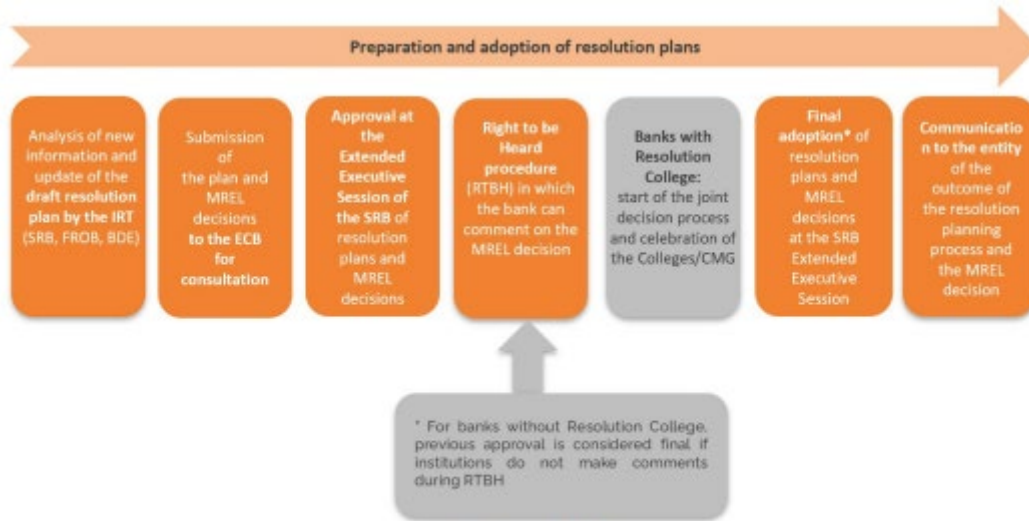 Preparation and adoption of resolution plans
Analysis of new
information and
update of the
draft resolution
plan by the IRT
(SRB, FROB, BDE)
Submission
of
the plan and
MREL
decisions
to the ECB
for
consultation
Approval at
the
Extended
Executive
Session of
the SRB of
resolution
plans and
MREL
decisions
Right to be
Heard
procedure
(RTBH) in which
the bank can
comment on the
MREL decision
Banks with
Resolution
College:
start of the joint
decision process
and celebration of
the Colleges/CMG
Final
adoption* of
resolution
plans and
MREL
decisions
at the SRB
Extended
Executive
Session
Communicatio
n to the entity
of the
outcome of
the resolution
planning
process and
the MREL
decision
* For banks without Resolution College,
previous approval is considered final if
institutions do not make comments
during RTBH